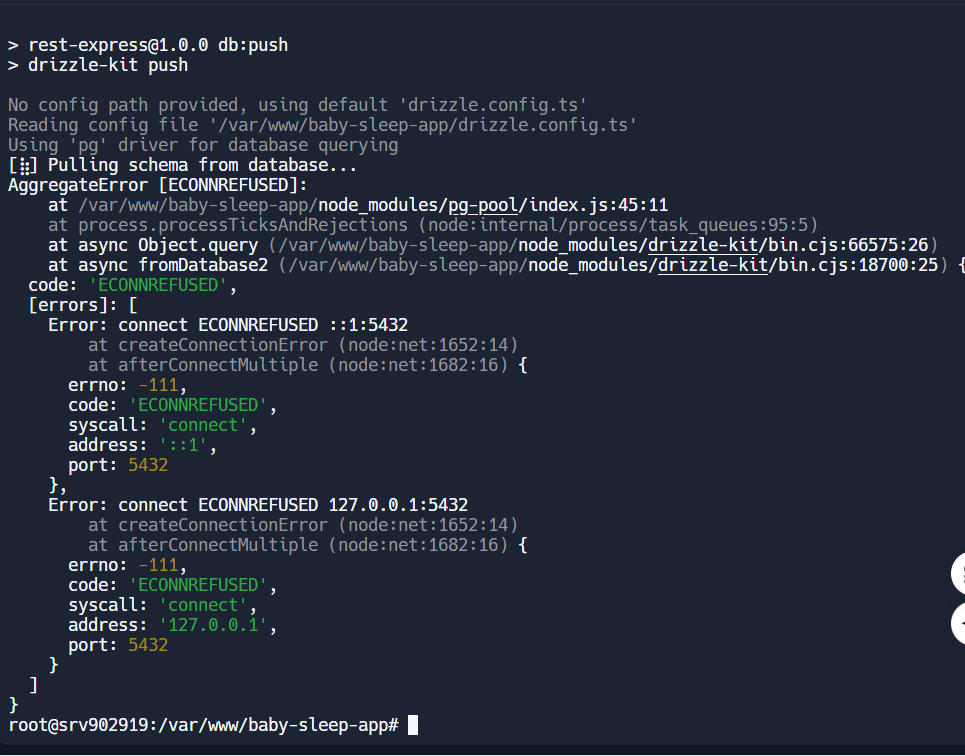 > rest-express@1.0.0 db:push
> drizzle-kit push
No config path provided, using default 'drizzle.config.ts'
Reading config file '/var/www/baby-sleep-app/drizzle.config.ts'
Using 'pg' driver for database querying
[⣷] Pulling schema from database...
AggregateError [ECONNREFUSED]:
    at /var/www/baby-sleep-app/node_modules/pg-pool/index.js:45:11
    at process.processTicksAndRejections (node:internal/process/task_queues:95:5)
    at async Object.query (/var/www/baby-sleep-app/node_modules/drizzle-kit/bin.cjs:66575:26)
    at async fromDatabase2 (/var/www/baby-sleep-app/node_modules/drizzle-kit/bin.cjs:18700:25) {
  code: 'ECONNREFUSED',
  [errors]: [
    Error: connect ECONNREFUSED ::1:5432
        at createConnectionError (node:net:1652:14)
        at afterConnectMultiple (node:net:1682:16) {
      errno: -111,
      code: 'ECONNREFUSED',
      syscall: 'connect',
      address: '::1',
      port: 5432
    },
    Error: connect ECONNREFUSED 127.0.0.1:5432
        at createConnectionError (node:net:1652:14)
        at afterConnectMultiple (node:net:1682:16) {
      errno: -111,
      code: 'ECONNREFUSED',
      syscall: 'connect',
      address: '127.0.0.1',
      port: 5432
    }
  ]
}
root@srv902919:/var/www/baby-sleep-app#